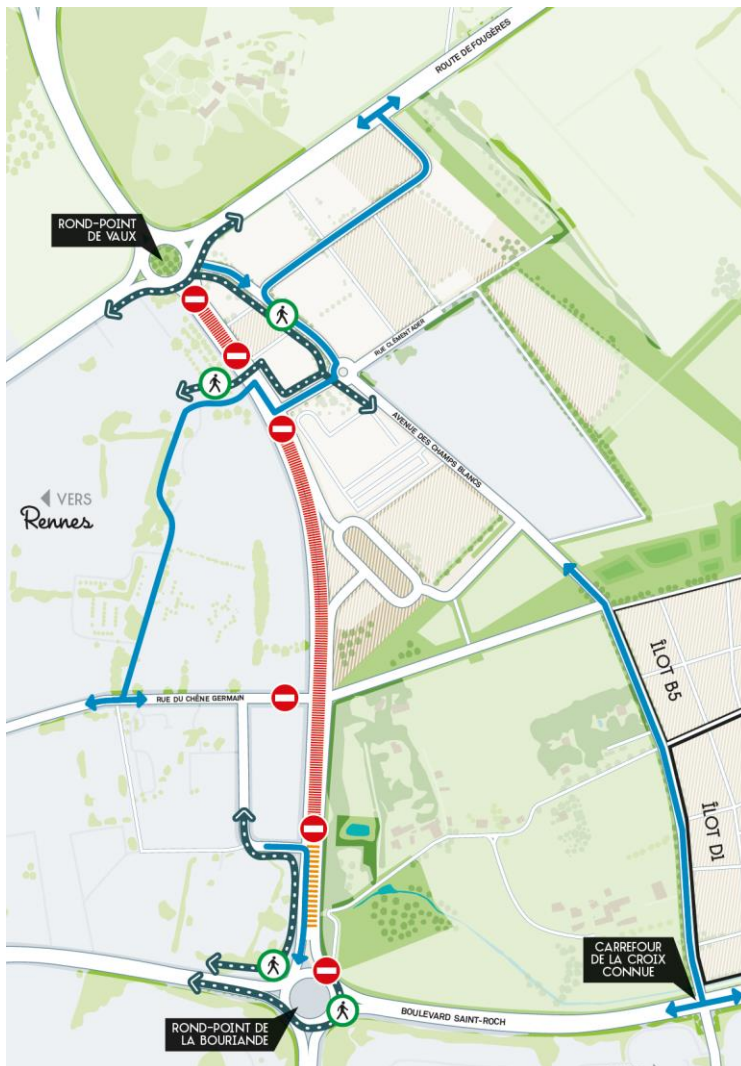 ROUTE DE FOUGÈRES
ROND-POINT
DE VAUX
RUE CLÉMENT ADER
AVENUE DES CHAMPS BLANCS
VERS
Rennes
ÎLOT B5
RUE DU CHÊNE GERMAIN
ÎLOT D1
CARREFOUR
DE LA CROIX
CONNUE
BOULEVARD SAINT-ROCH
ROND-POINT DE
LA BOURIANDE